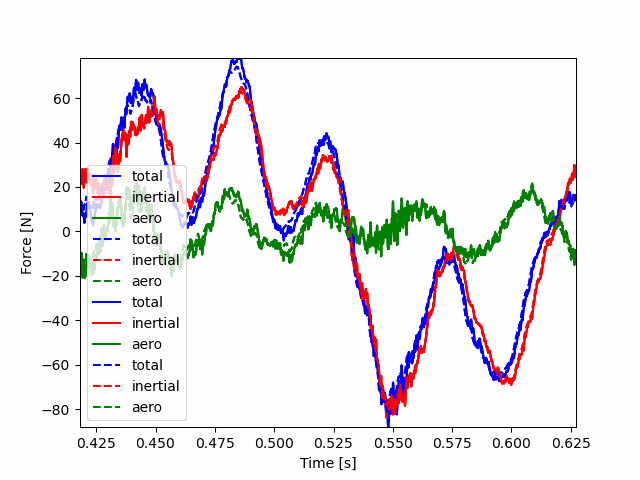 60
40
20
0
−20
−40
−60
−80
Force [N]
total
inertial
aero
total
inertial
aero
total
inertial
aero
total
inertial
aero
0.425 0.450 0.475 0.500 0.525 0.550 0.575 0.600 0.625
Time [s]